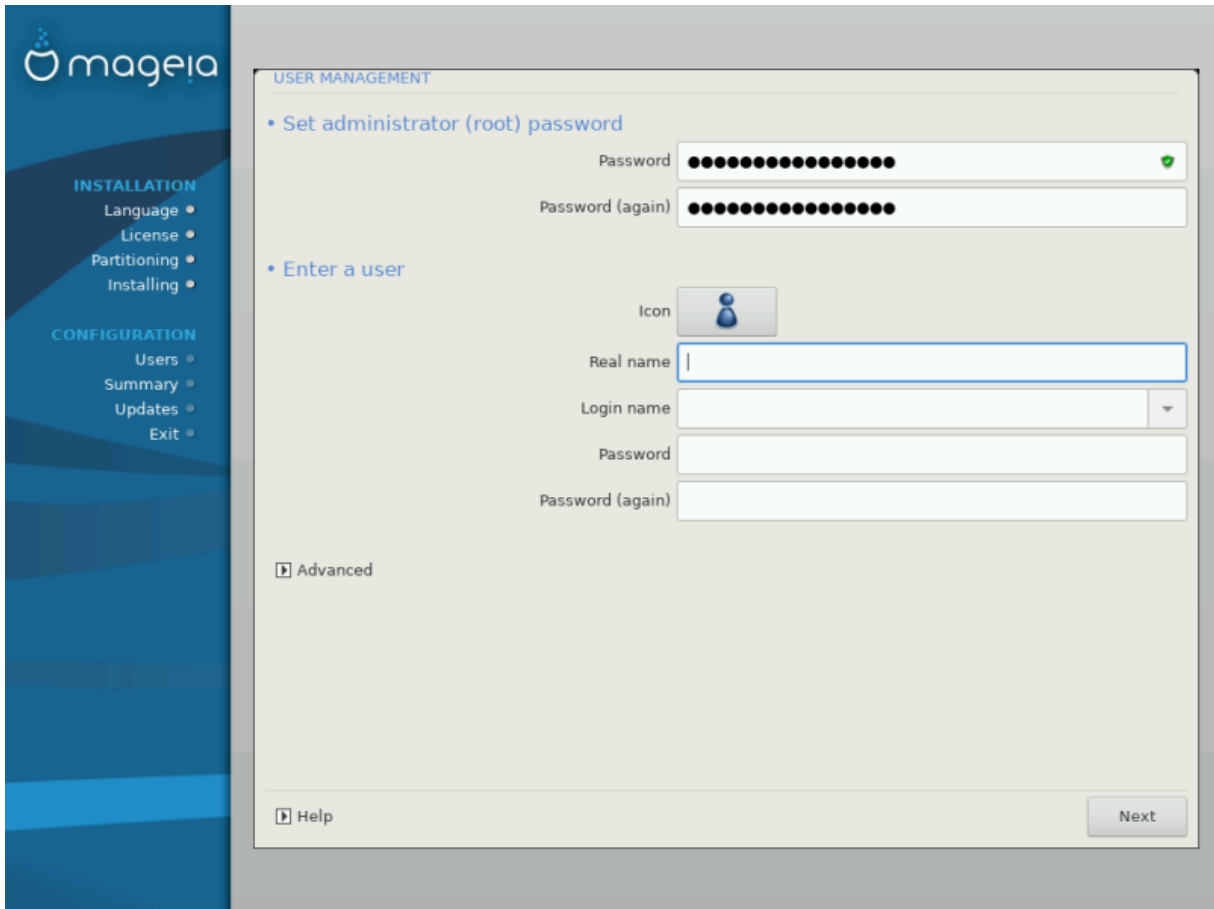 mageia
INSTALLATION
Language
License
Partitioning
Installing
CONFIGURATION
Users
Summary
Updates
Exit
USER MANAGEMENT
• Set administrator (root) password
Password ●●●●●●●●●●●●●●●●
Password (again) ●●●●●●●●●●●●●●●●
• Enter a user
Icon
Real name
Login name
Password
Password (again)
Advanced
Help
Next